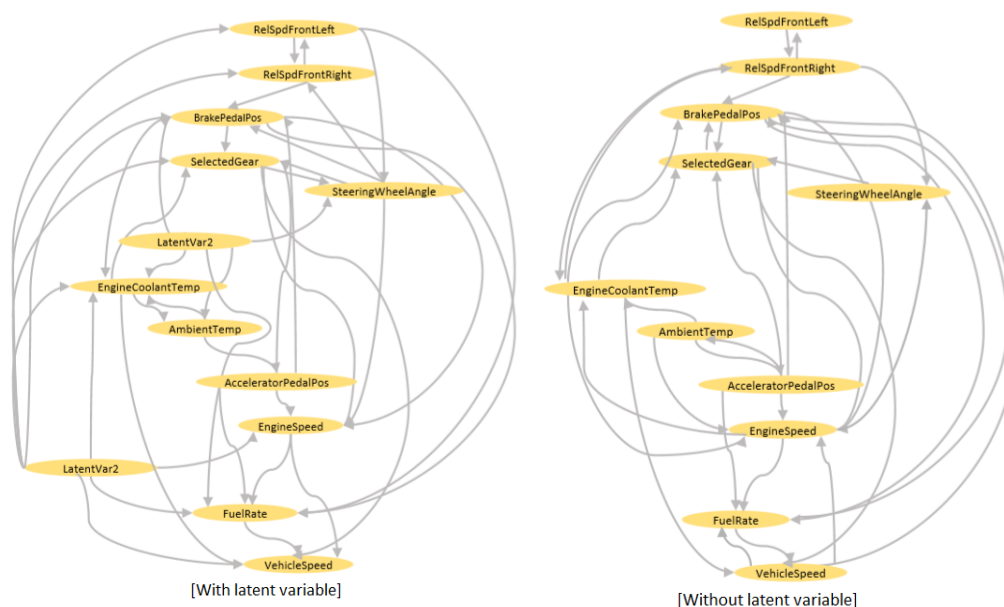 RelSpdFrontLeft
RelSpdFrontRight
BrakePedalPos
SelectedGear
SteeringWheelAngle
LatentVar2
EngineCoolantTemp
AmbientTemp
AcceleratorPedalPos
EngineSpeed
LatentVar2
FuelRate
VehicleSpeed
[With latent variable]
RelSpdFrontLeft
RelSpdFrontRight
BrakePedalPos
SelectedGear
SteeringWheelAngle
EngineCoolantTemp
AmbientTemp
AcceleratorPedalPos
EngineSpeed
FuelRate
VehicleSpeed
[Without latent variable]